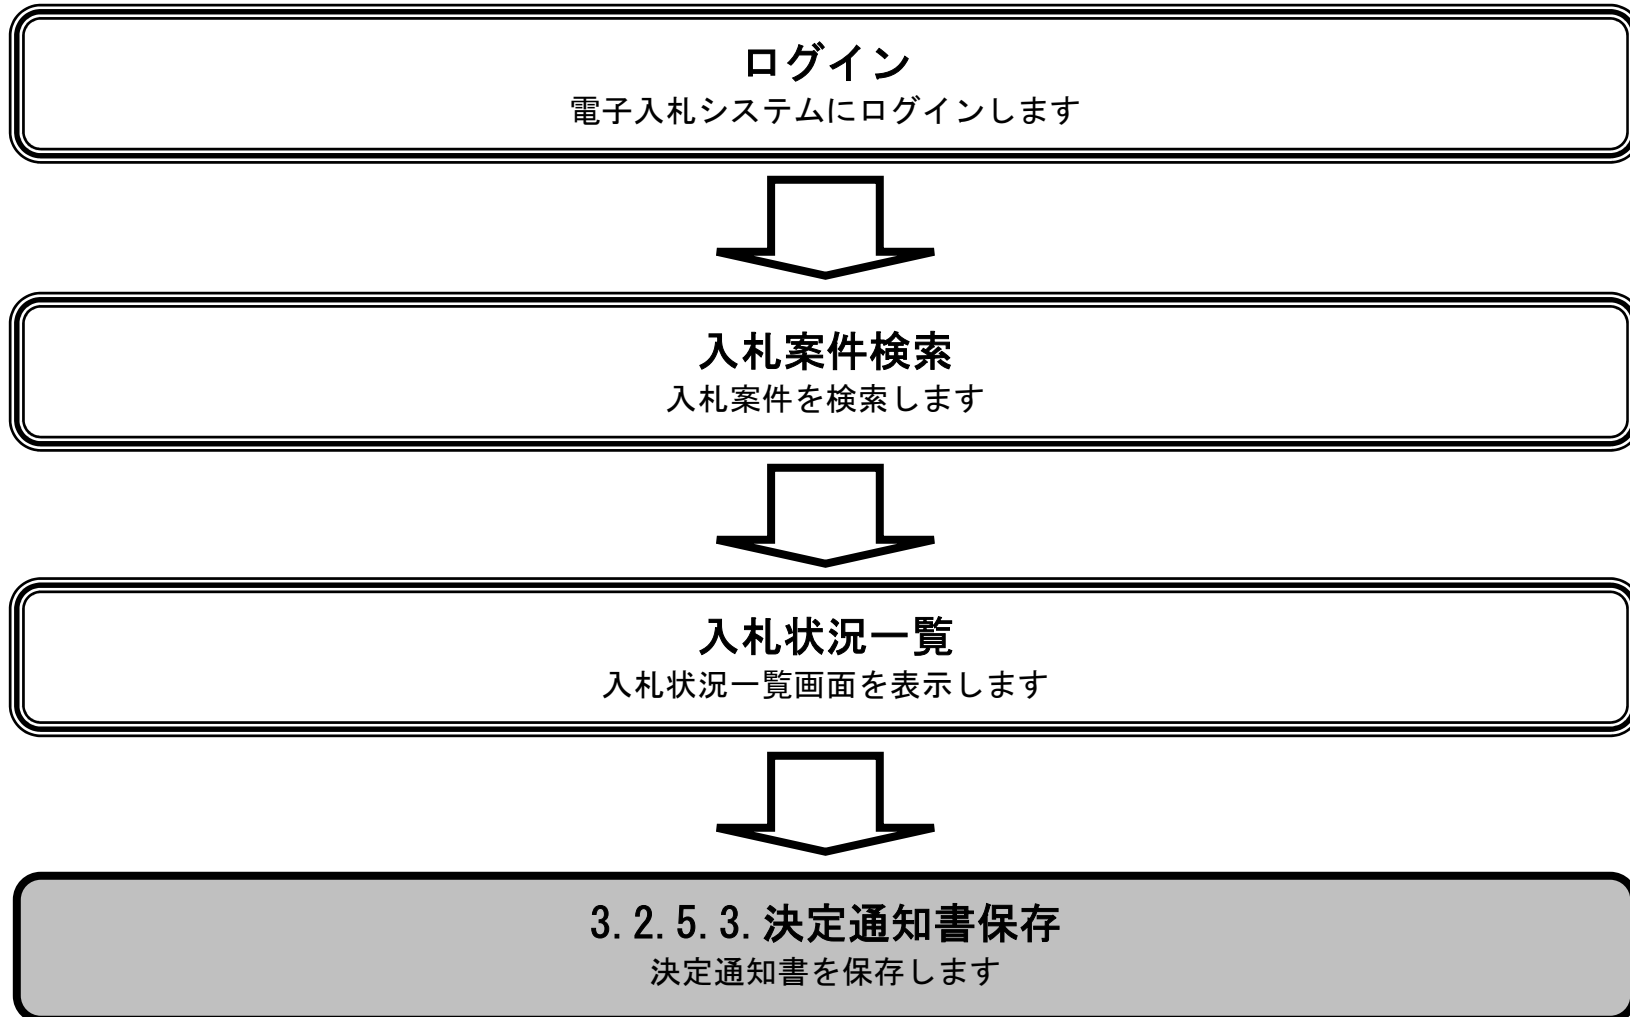 ログイン
電子入札システムにログインします
入札案件検索
入札案件を検索します
入札状況一覧
入札状況一覧画面を表示します
3.2.5.3.決定通知書保存
決定通知書を保存します